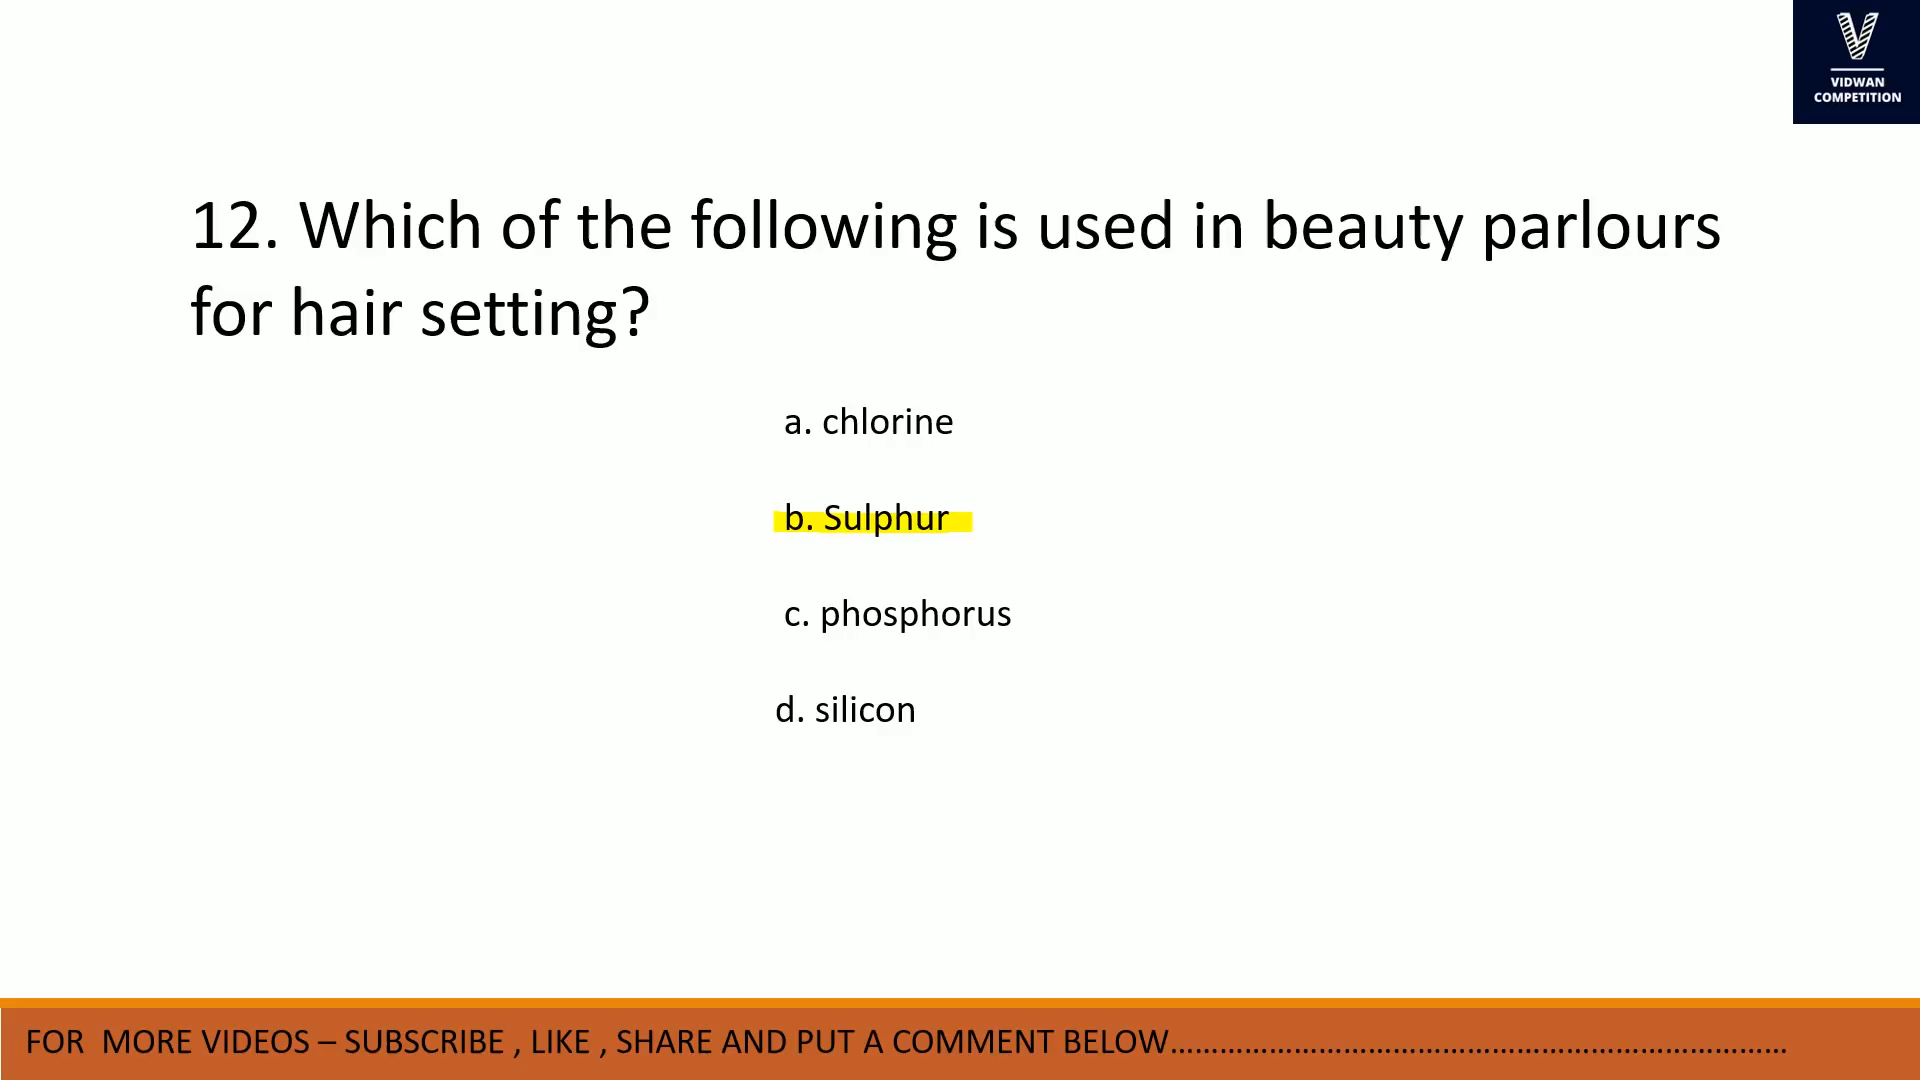 VIDWAN
COMPETITION
12. Which of the following is used in beauty parlours
for hair setting?
a. chlorine
b. Sulphur
c. phosphorus
d. silicon
FOR  MORE VIDEOS – SUBSCRIBE , LIKE , SHARE AND PUT A COMMENT BELOW…………………………………………………………………